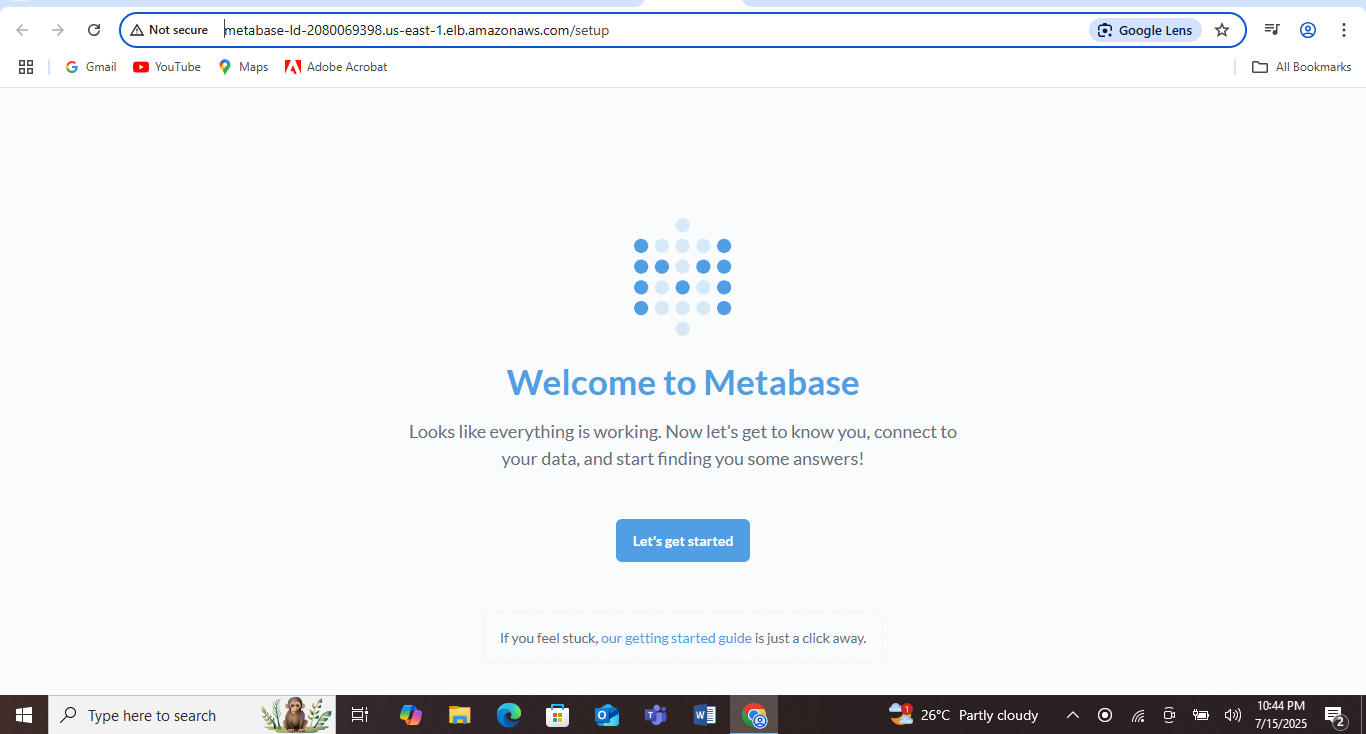 Not secure metabase-ld-2080069398.us-east-1.elb.amazonaws.com/setup Google Lens
Gmail YouTube Maps Adobe Acrobat All Bookmarks
Welcome to Metabase
Looks like everything is working. Now let's get to know you, connect to
your data, and start finding you some answers!
Let's get started
If you feel stuck, our getting started guide is just a click away.
Type here to search 1 26°C Partly cloudy 10:44 PM
7/15/2025 2